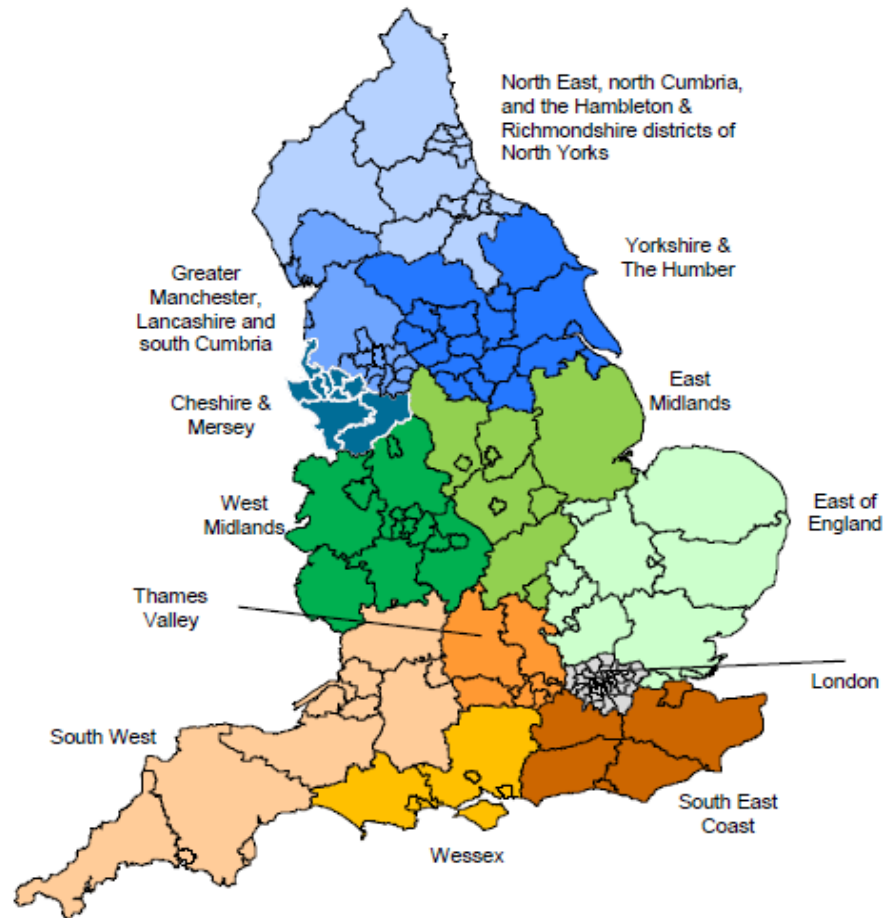 North East, north Cumbria,
and the Hambleton &
Richmondshire districts of
North Yorks
Yorkshire &
The Humber
Greater
Manchester,
Lancashire and
south Cumbria
East
Midlands
Cheshire &
Mersey
West
Midlands
East of
England
Thames
Valley
London
South West
South East
Coast
Wessex